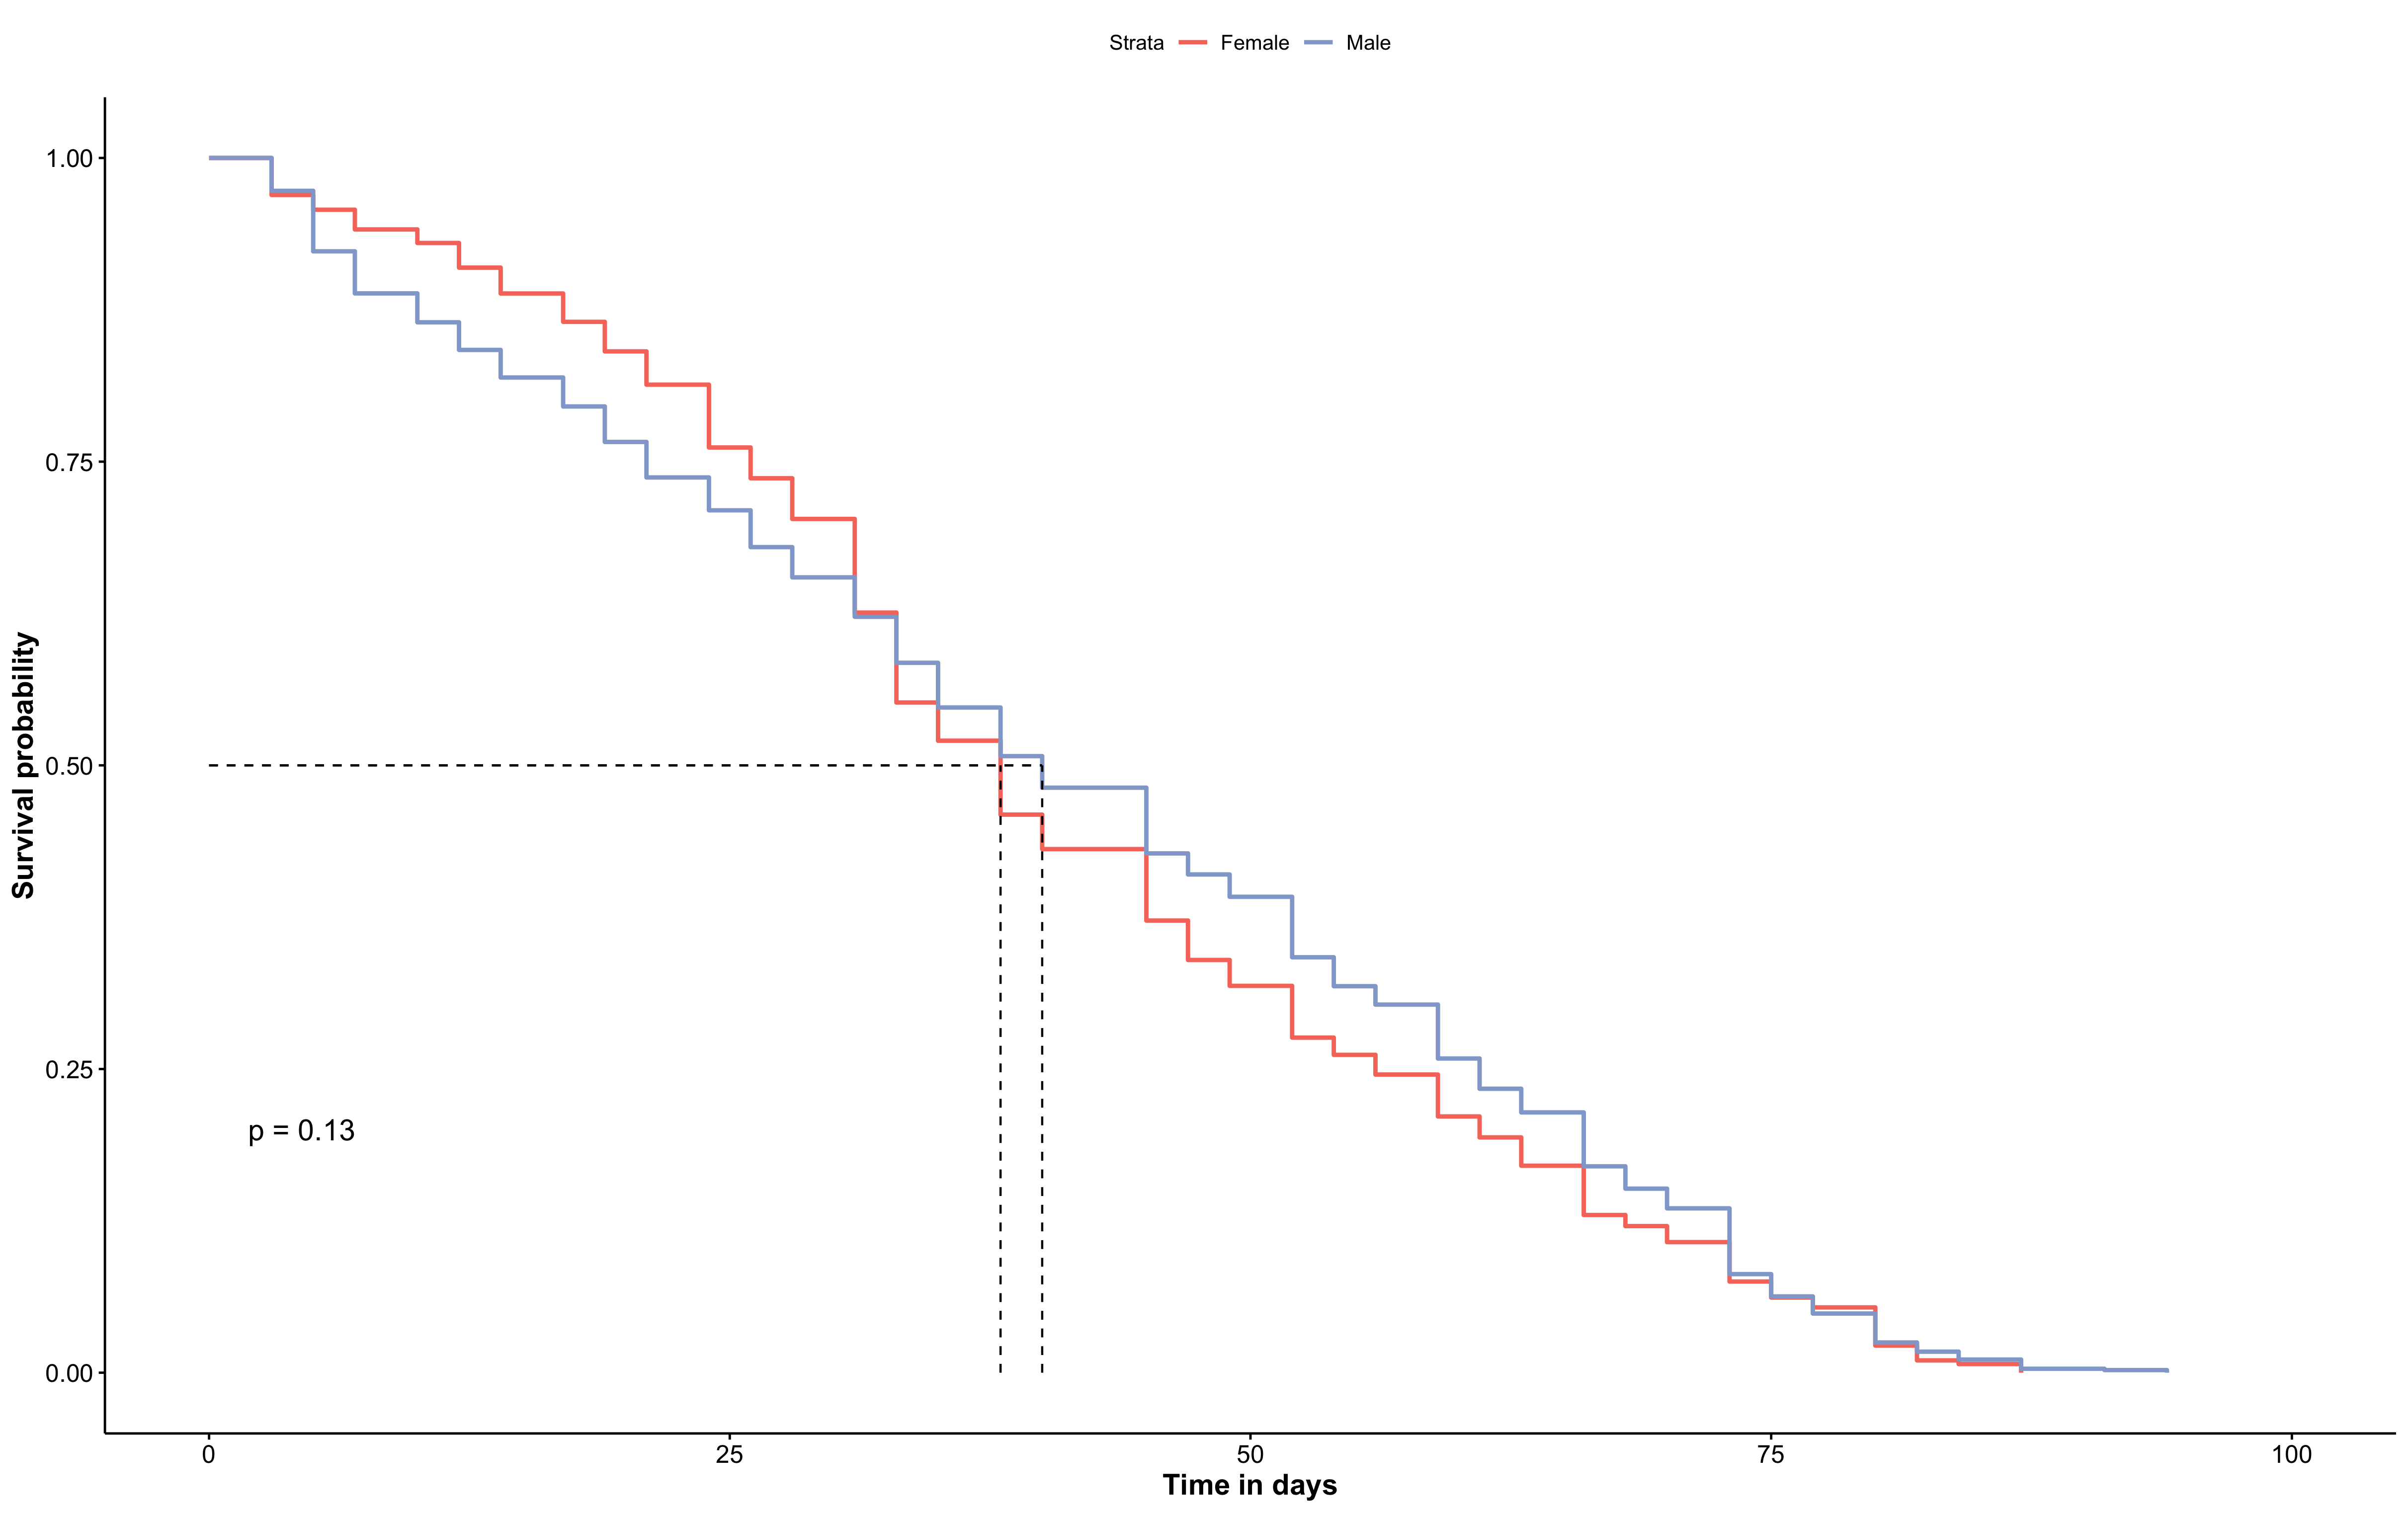 Strata Female Male
1.00
0.75
0.50
0.25
0.00
Survival probability
p = 0.13
0 25 50 75 100
Time in days